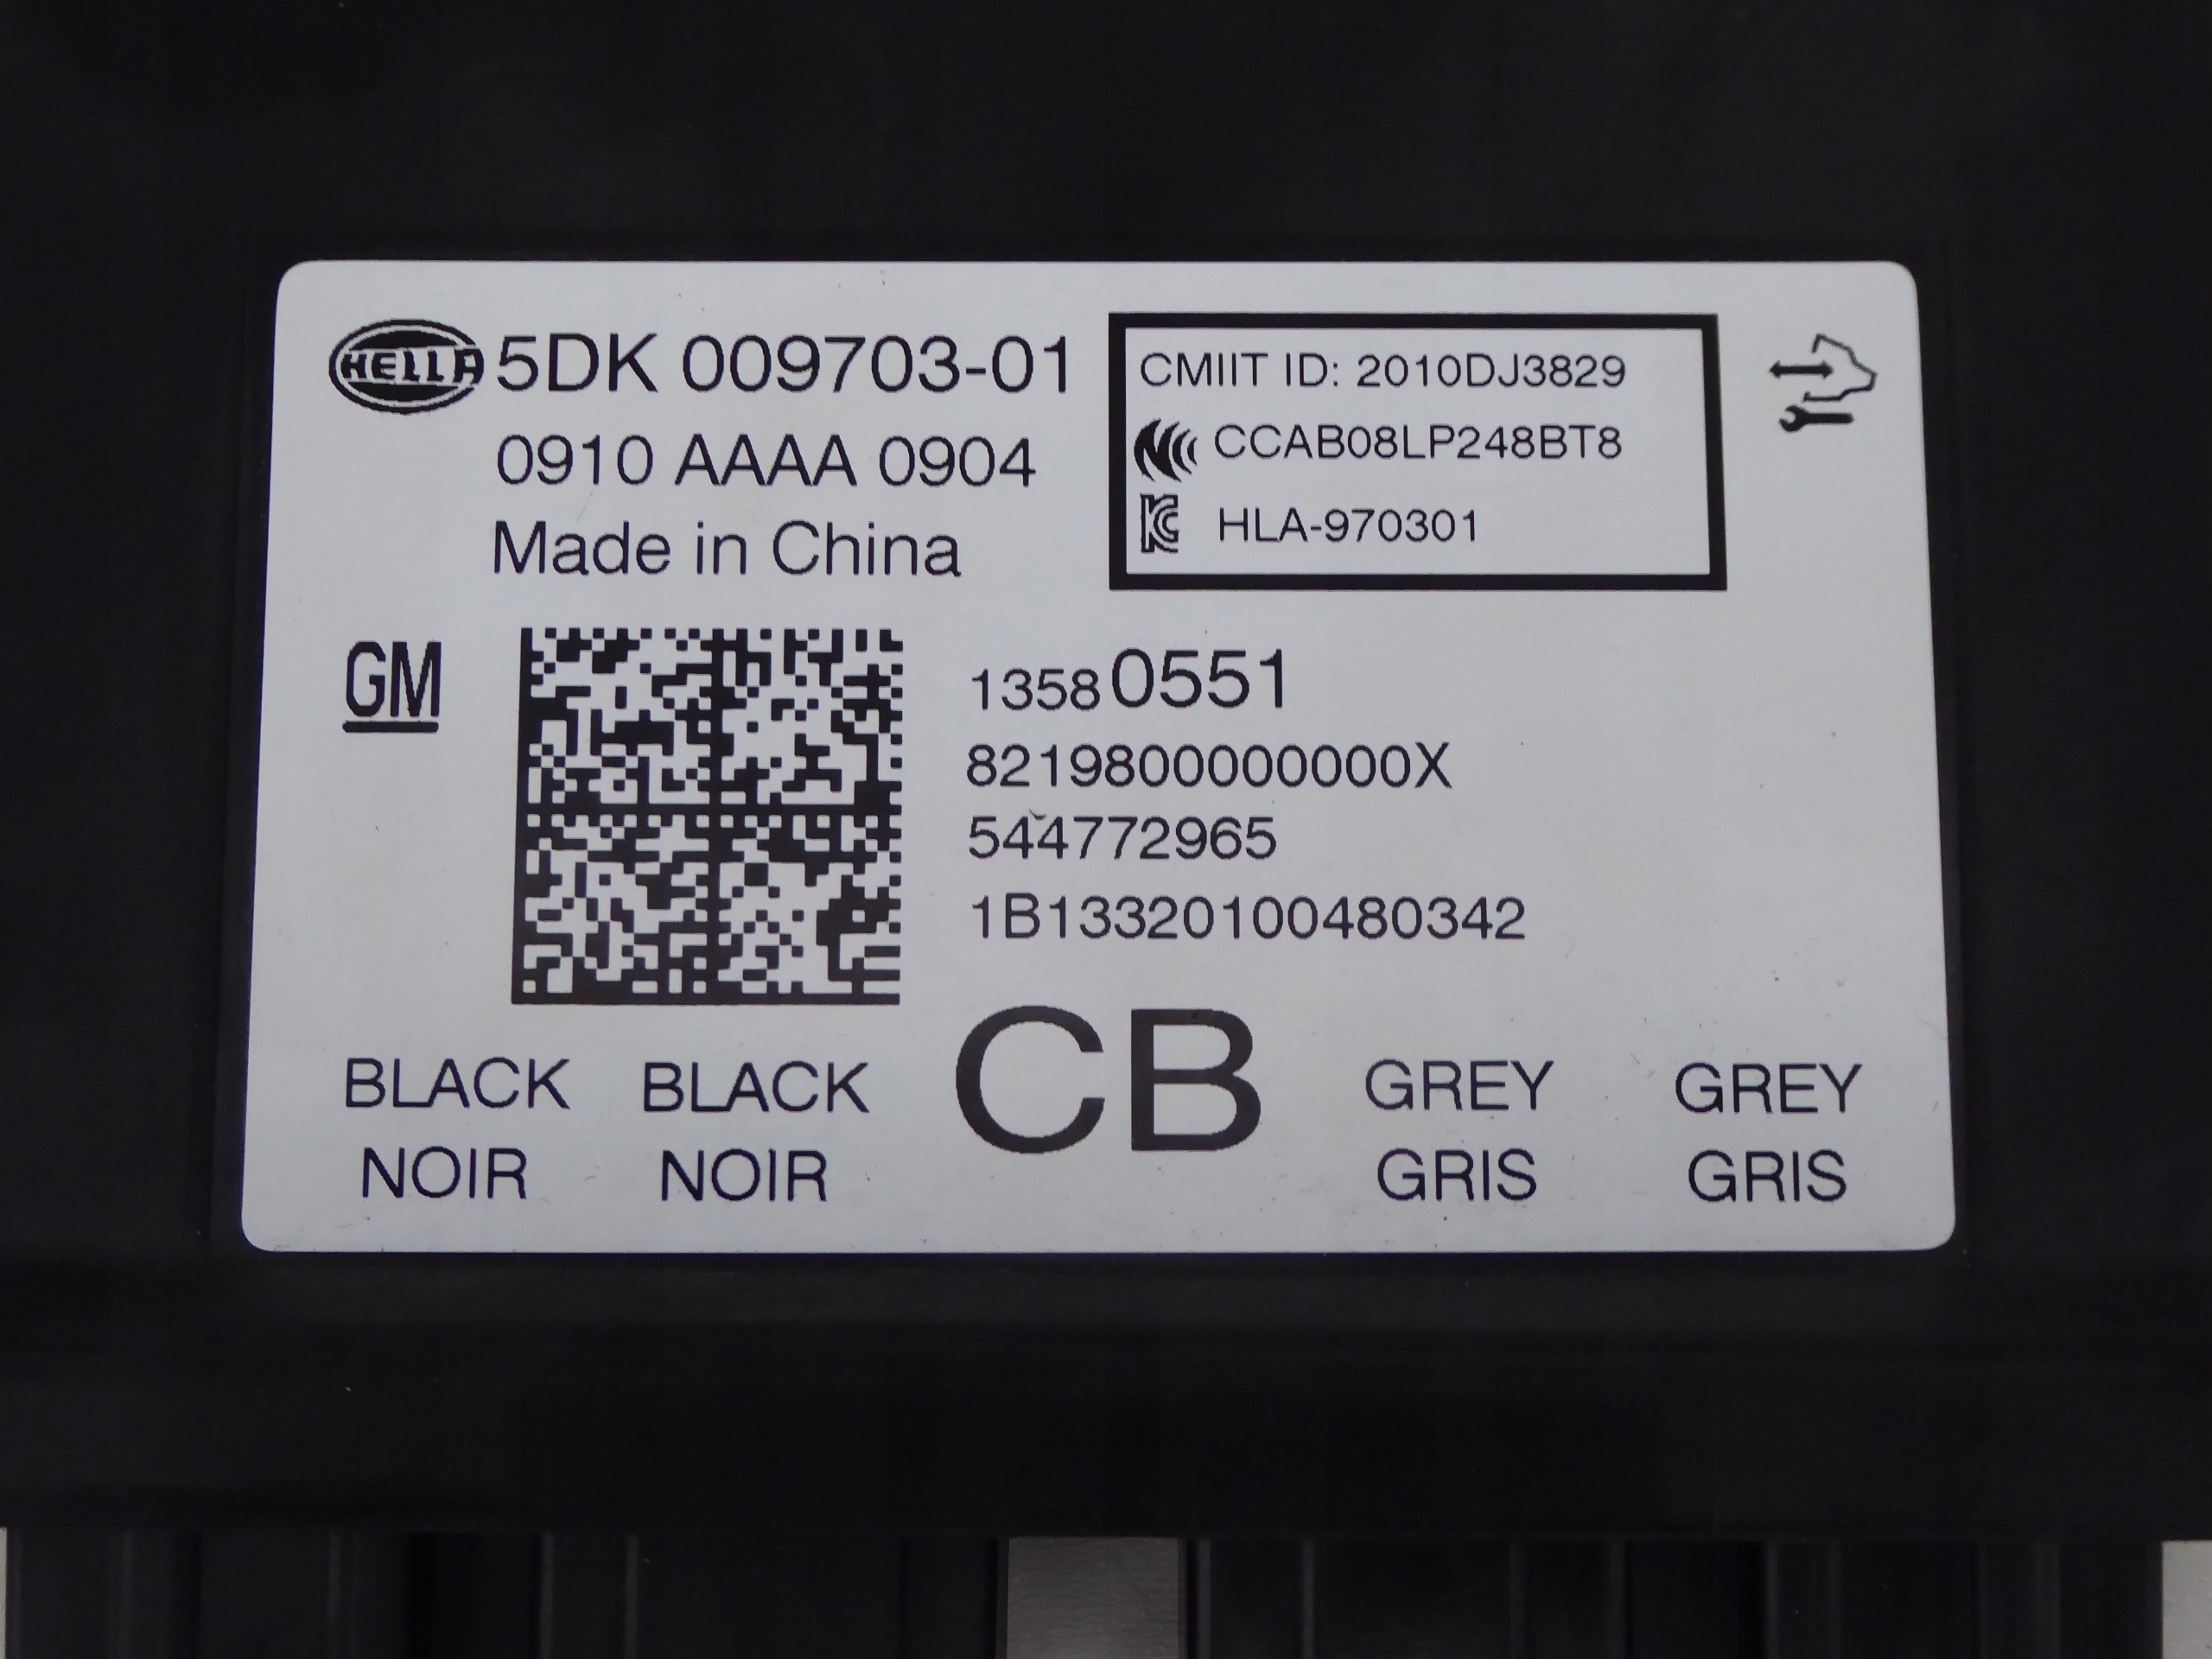 HELLA 5DK 009703-01
0910 AAAA 0904
Made in China
CMIIT ID: 2010DJ3829
CCAB08LP248BT8
KC HLA-970301
GM
13580551
8219800000000X
544772965
1B13320100480342
CB
BLACK BLACK GREY GREY
NOIR NOIR GRIS GRIS